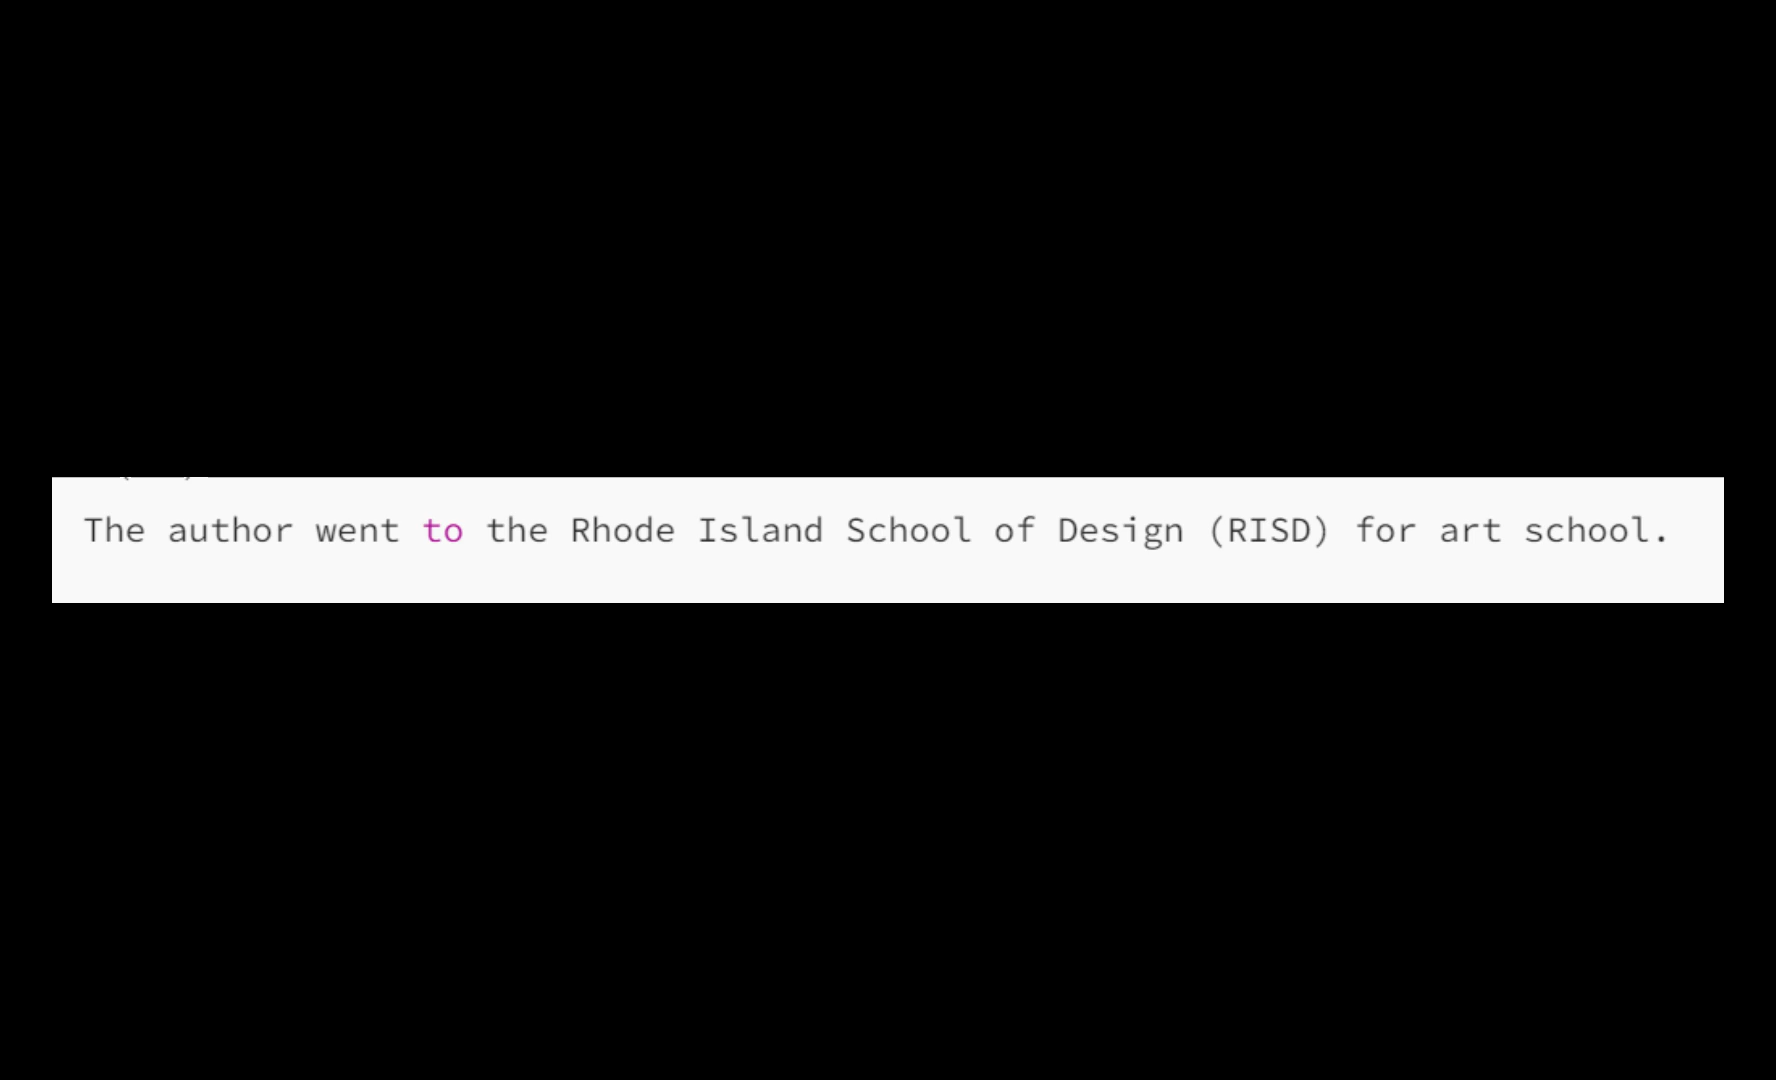 The author went to the Rhode Island School of Design (RISD) for art school.